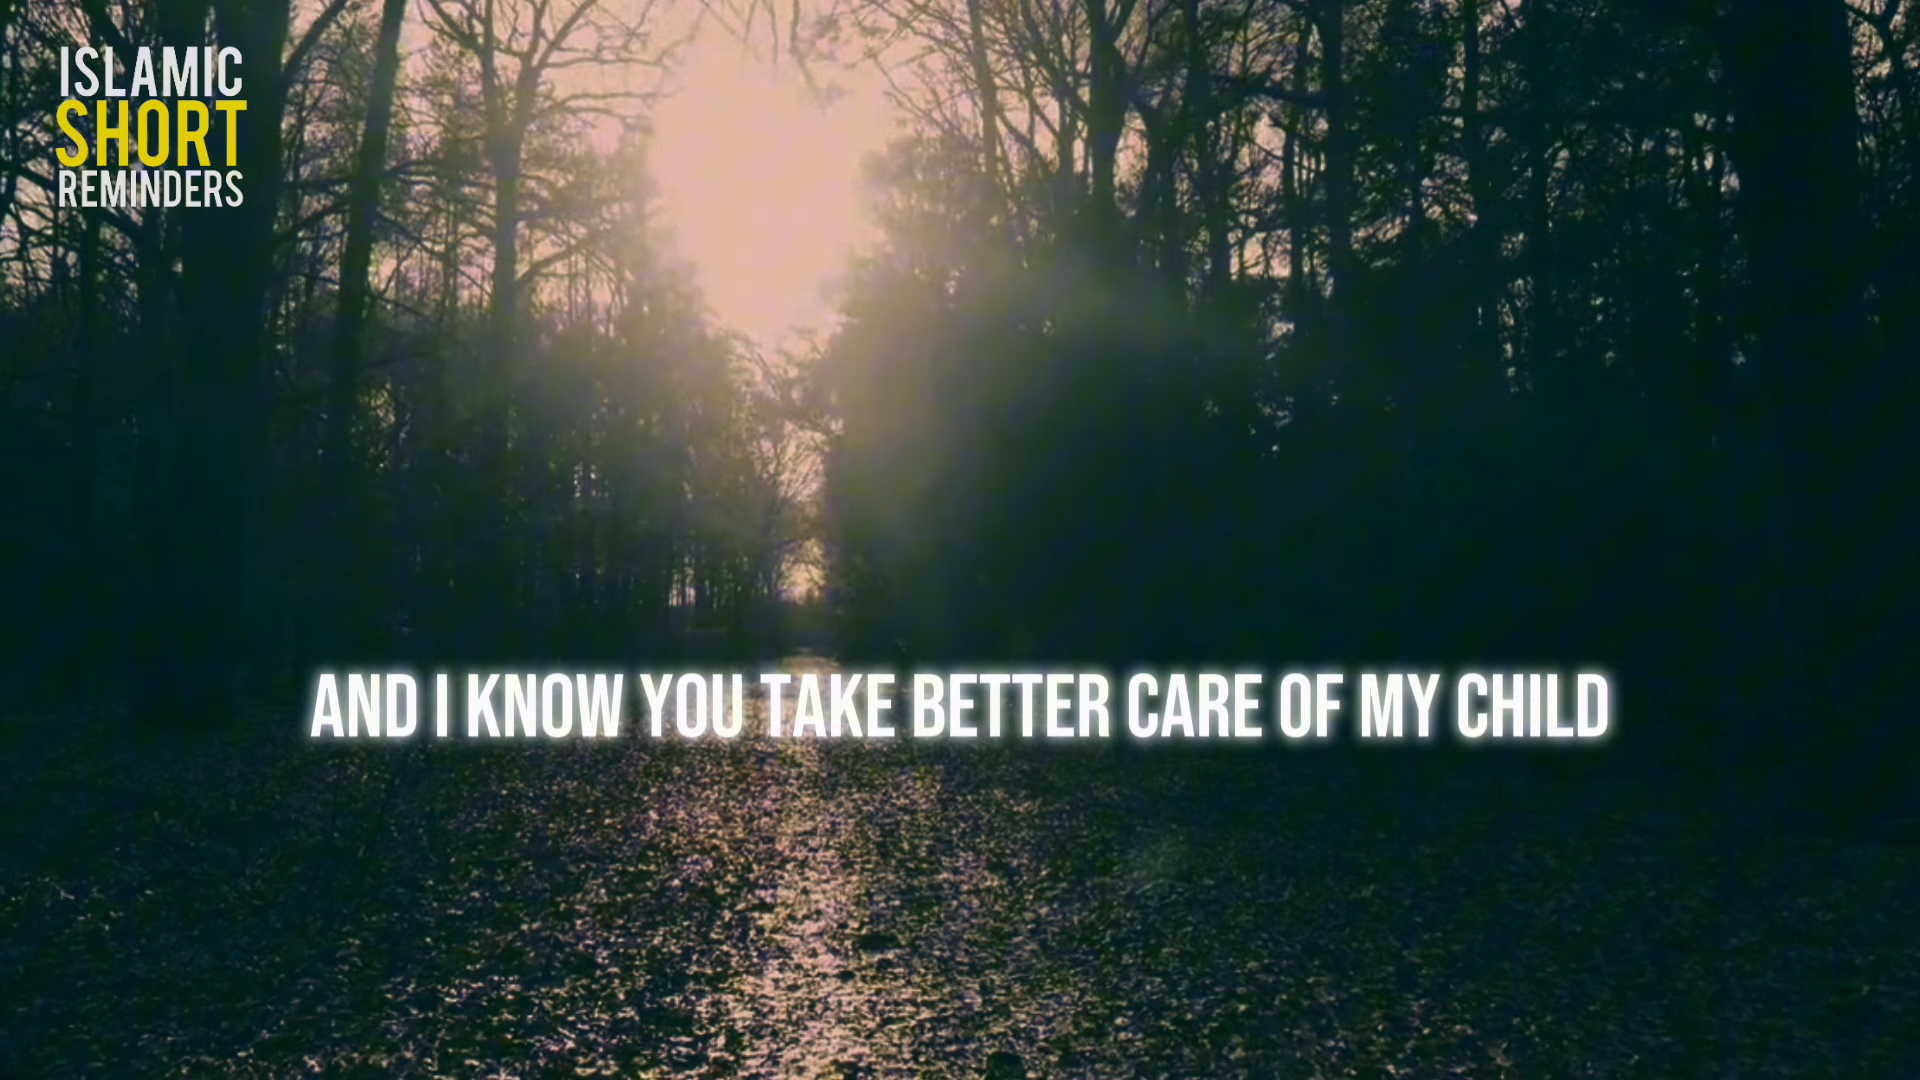 ISLAMIC
SHORT
REMINDERS
AND I KNOW YOU TAKE BETTER CARE OF MY CHILD